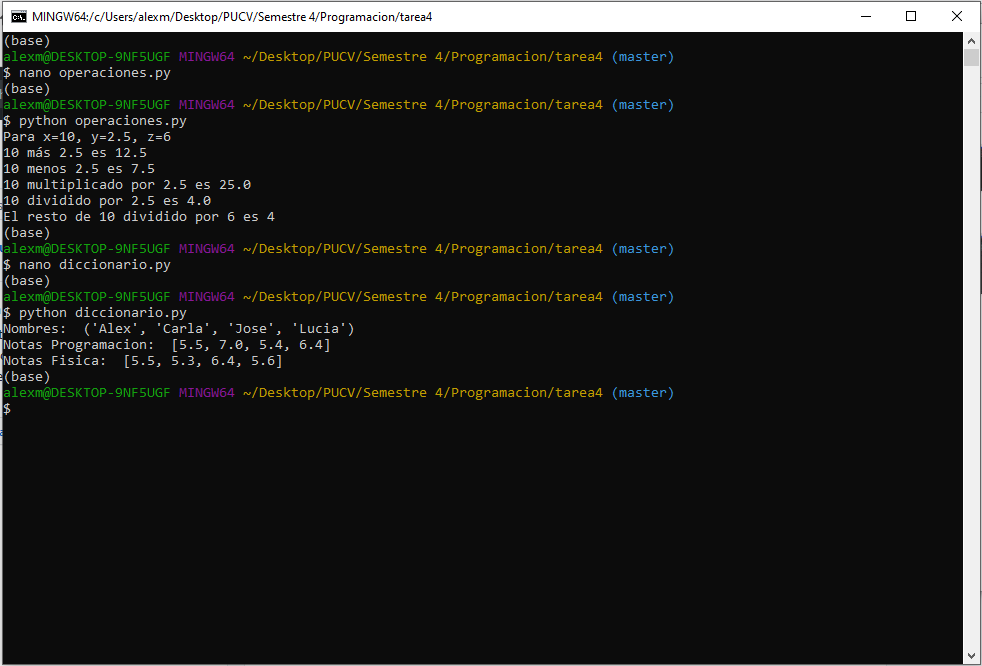 MINGW64:/c/Users/alexm/Desktop/PUCV/Semestre 4/Programacion/tarea4
(base)
alexm@DESKTOP-9NF5UGF MINGW64 ~/Desktop/PUCV/Semestre 4/Programacion/tarea4 (master)
$ nano operaciones.py
(base)
alexm@DESKTOP-9NF5UGF MINGW64 ~/Desktop/PUCV/Semestre 4/Programacion/tarea4 (master)
$ python operaciones.py
Para x=10, y=2.5, z=6
10 más 2.5 es 12.5
10 menos 2.5 es 7.5
10 multiplicado por 2.5 es 25.0
10 dividido por 2.5 es 4.0
El resto de 10 dividido por 6 es 4
(base)
alexm@DESKTOP-9NF5UGF MINGW64 ~/Desktop/PUCV/Semestre 4/Programacion/tarea4 (master)
$ nano diccionario.py
(base)
alexm@DESKTOP-9NF5UGF MINGW64 ~/Desktop/PUCV/Semestre 4/Programacion/tarea4 (master)
$ python diccionario.py
Nombres:  ('Alex', 'Carla', 'Jose', 'Lucia')
Notas Programacion:  [5.5, 7.0, 5.4, 6.4]
Notas Fisica:  [5.5, 5.3, 6.4, 5.6]
(base)
alexm@DESKTOP-9NF5UGF MINGW64 ~/Desktop/PUCV/Semestre 4/Programacion/tarea4 (master)
$